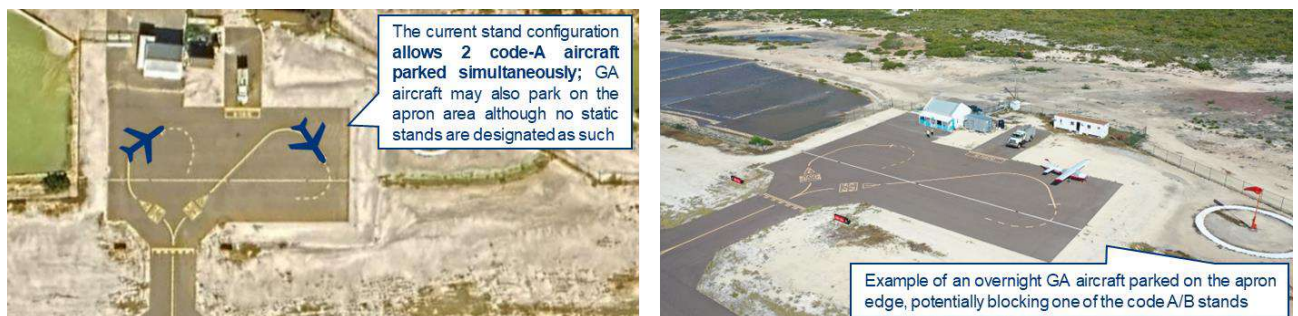 The current stand configuration
allows 2 code-A aircraft
parked simultaneously; GA
aircraft may also park on the
apron area although no static
stands are designated as such
Example of an overnight GA aircraft parked on the apron
edge, potentially blocking one of the code A/B stands